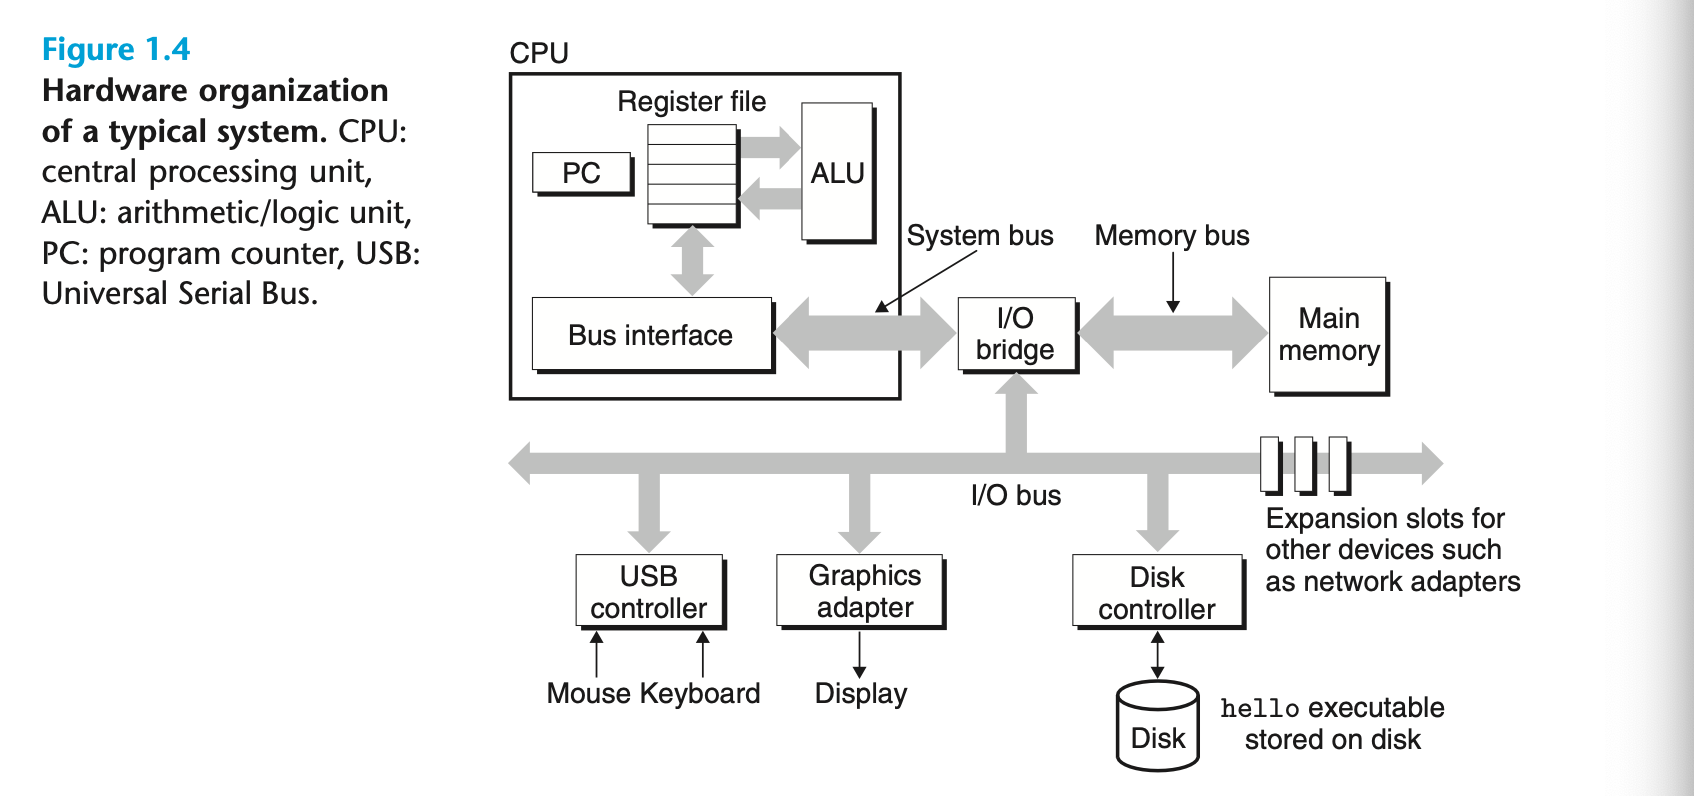 Figure 1.4
Hardware organization
of a typical system. CPU:
central processing unit,
ALU: arithmetic/logic unit,
PC: program counter, USB:
Universal Serial Bus.
CPU
Register file
PC
ALU
System bus
Memory bus
Bus interface
I/O
bridge
Main
memory
I/O bus
Expansion slots for
other devices such
as network adapters
USB
controller
Graphics
adapter
Disk
controller
Mouse
Keyboard
Display
Disk
hello executable
stored on disk